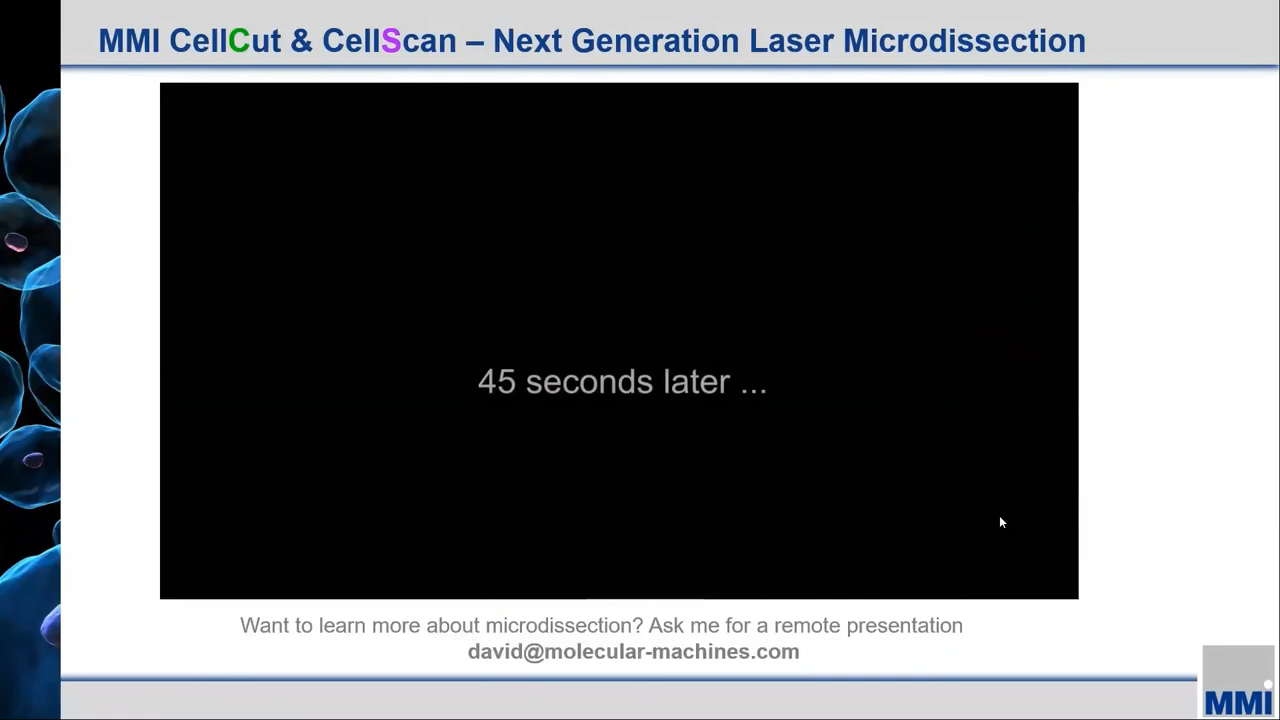 MMI CellCut & CellScan – Next Generation Laser Microdissection
45 seconds later ...
Want to learn more about microdissection? Ask me for a remote presentation
david@molecular-machines.com
MMI